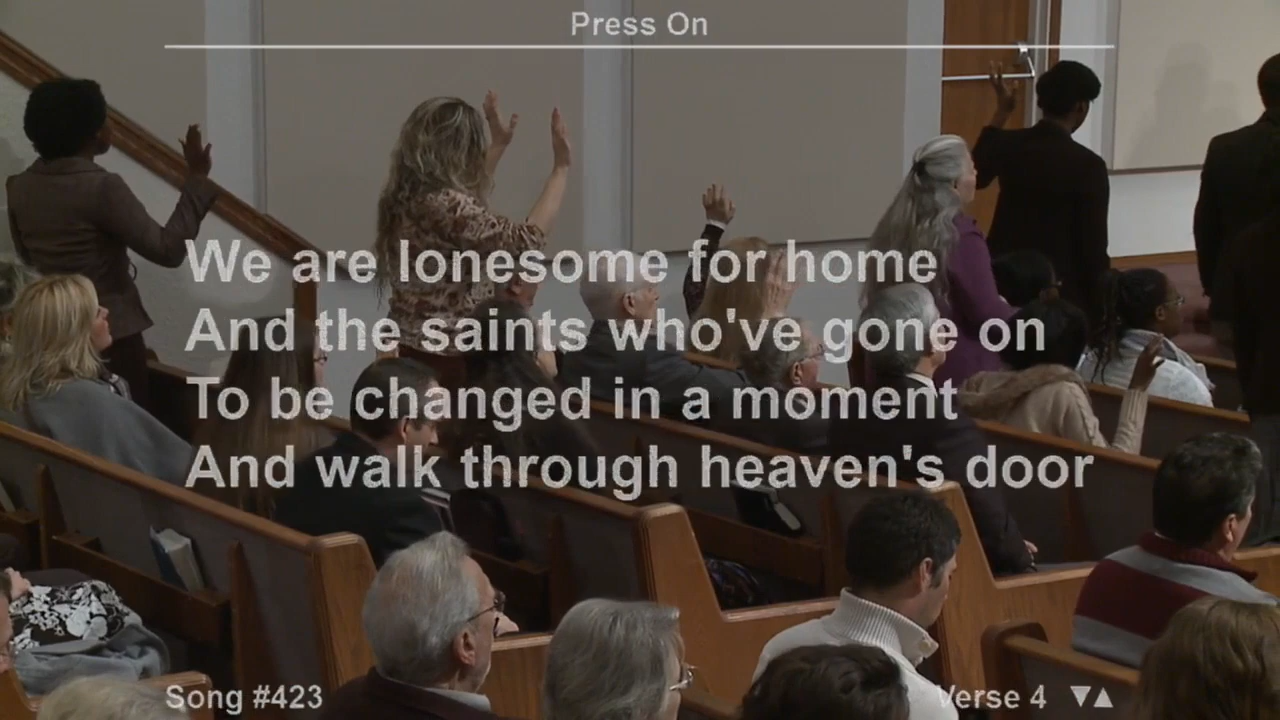 Press On
We are lonesome for home
And the saints who've gone on
To be changed in a moment
And walk through heaven's door
Song #423
Verse 4 ▼▲